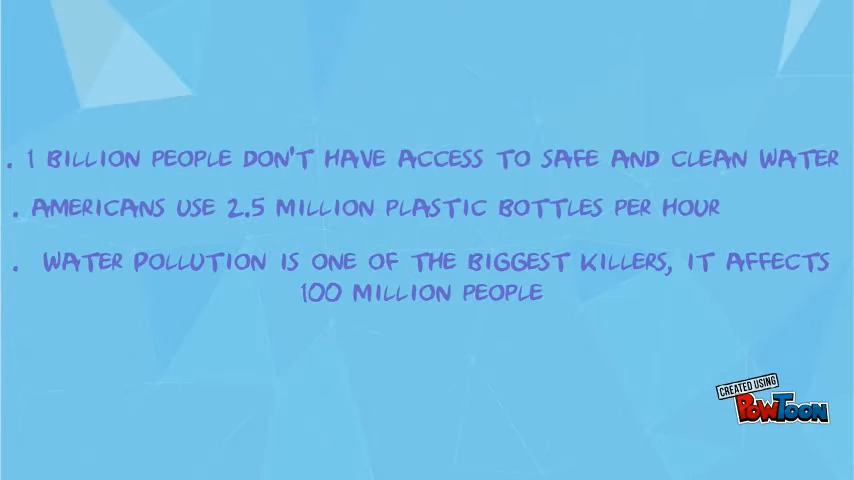 . 1 BILLION PEOPLE DON'T HAVE ACCESS TO SAFE AND CLEAN WATER
. AMERICANS USE 2.5 MILLION PLASTIC BOTTLES PER HOUR
. WATER POLLUTION IS ONE OF THE BIGGEST KILLERS, IT AFFECTS
100 MILLION PEOPLE
CREATED USING
POWTOON